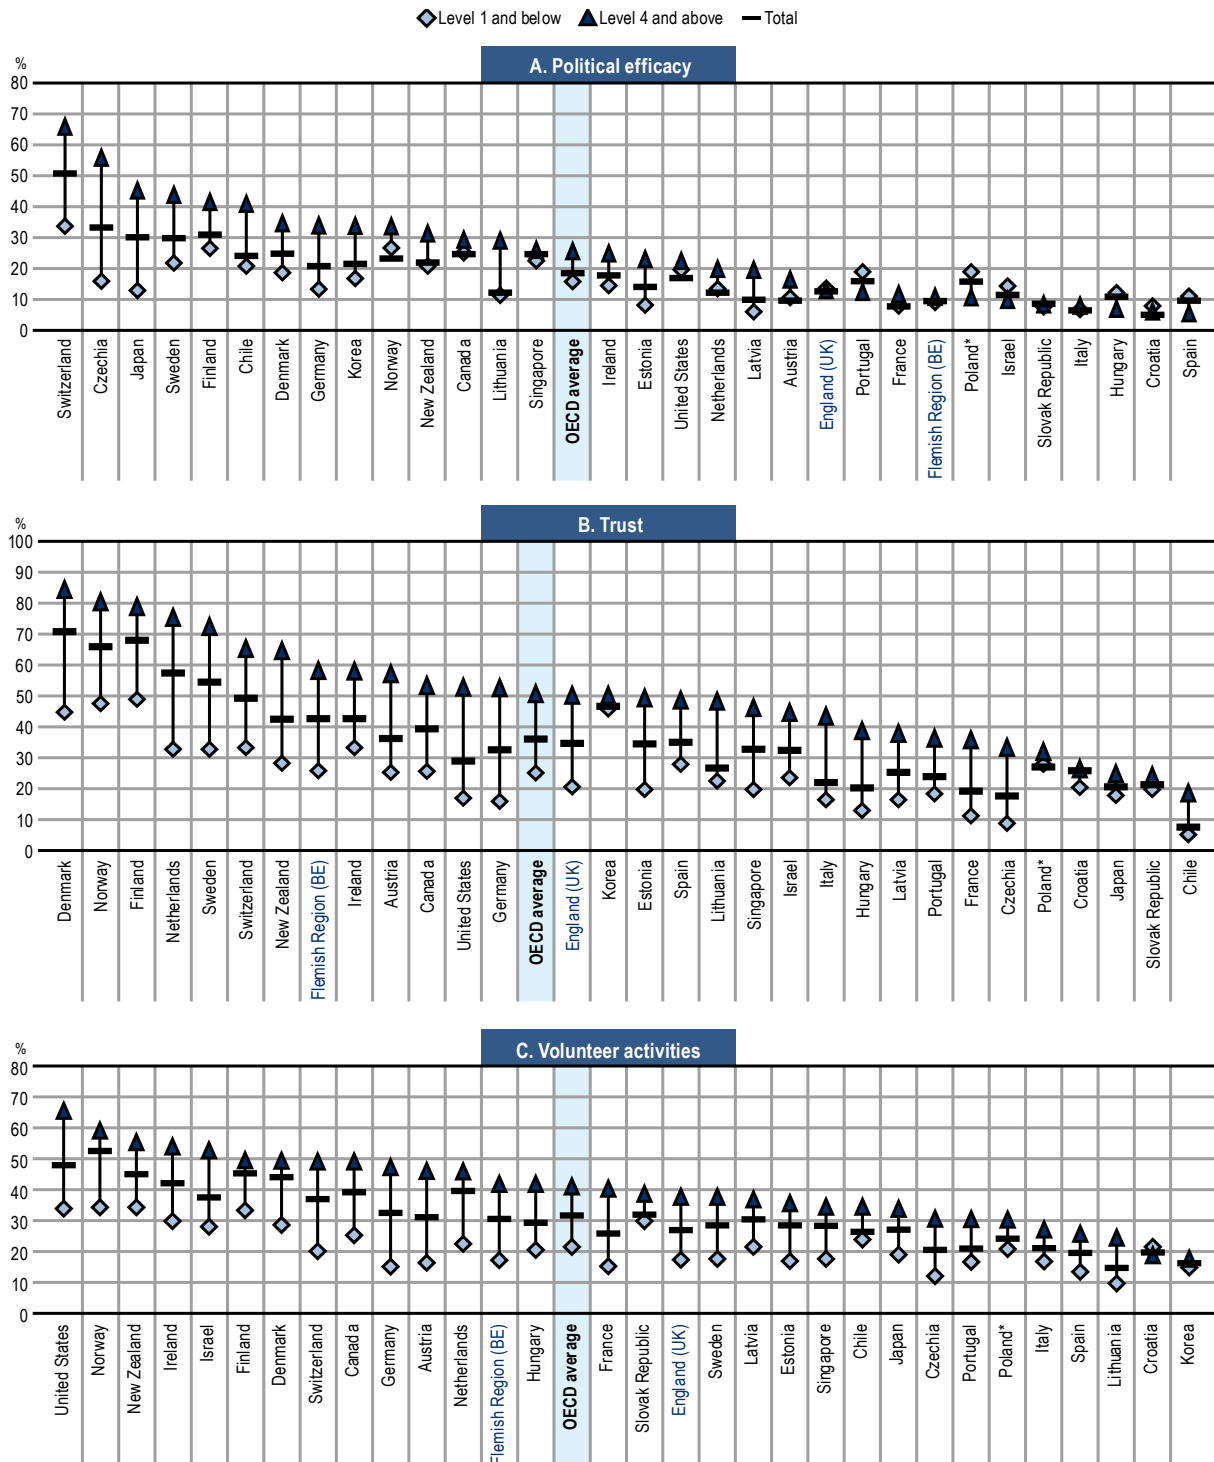 Level 1 and below Level 4 and above Total
A. Political efficacy
%
80
70
60
50
40
30
20
10
0
Switzerland
Czechia
Japan
Sweden
Finland
Chile
Denmark
Germany
Korea
Norway
New Zealand
Canada
Lithuania
Singapore
OECD average
Ireland
Estonia
United States
Netherlands
Latvia
Austria
England (UK)
Portugal
France
Flemish Region (BE)
Poland*
Israel
Slovak Republic
Italy
Hungary
Croatia
Spain
B. Trust
%
100
90
80
70
60
50
40
30
20
10
0
Denmark
Norway
Finland
Netherlands
Sweden
Switzerland
New Zealand
Flemish Region (BE)
Ireland
Austria
Canada
United States
Germany
OECD average
England (UK)
Korea
Estonia
Spain
Lithuania
Singapore
Israel
Italy
Hungary
Latvia
Portugal
France
Czechia
Poland*
Croatia
Japan
Slovak Republic
Chile
C. Volunteer activities
%
80
70
60
50
40
30
20
10
0
United States
Norway
New Zealand
Ireland
Israel
Finland
Denmark
Switzerland
Canada
Germany
Austria
Netherlands
Flemish Region (BE)
Hungary
OECD average
France
Slovak Republic
England (UK)
Sweden
Latvia
Estonia
Singapore
Chile
Japan
Czechia
Portugal
Poland*
Italy
Spain
Lithuania
Croatia
Korea